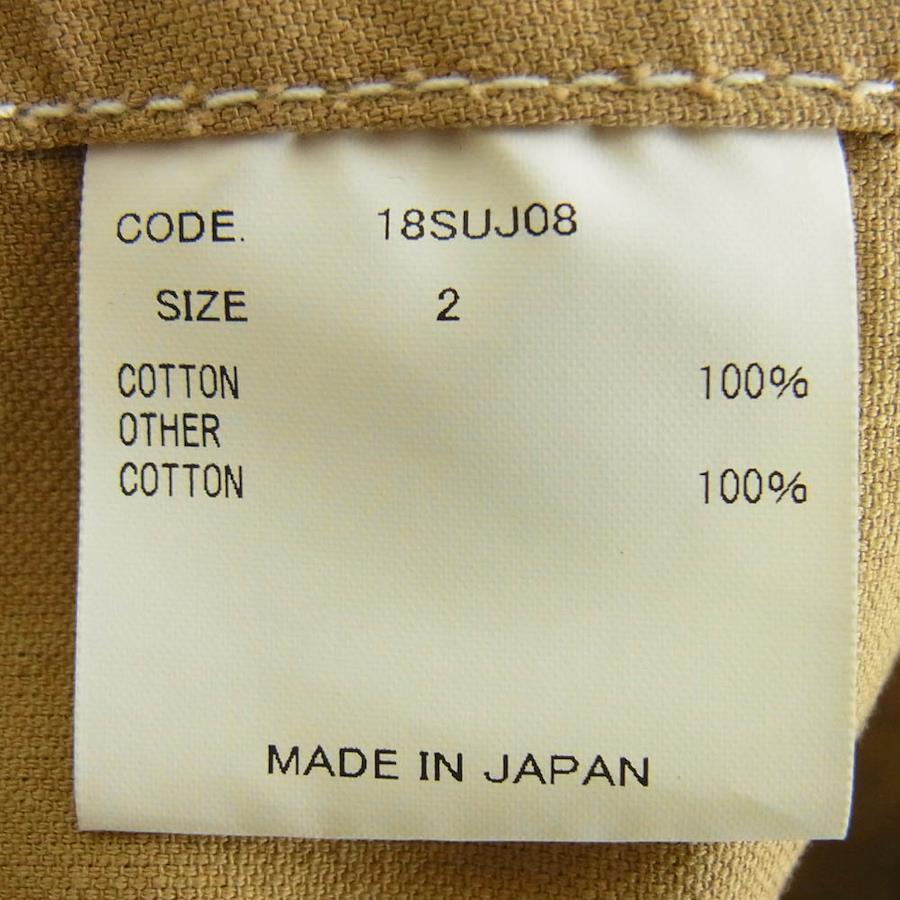 CODE. 18SUJ08
SIZE 2
COTTON 100%
OTHER
COTTON 100%
MADE IN JAPAN